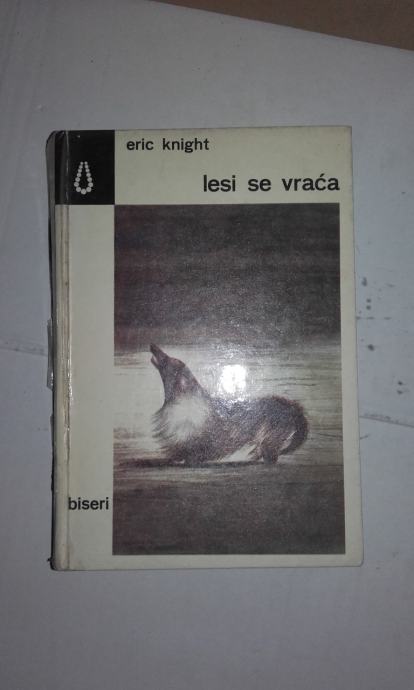 eric knight
lesi se vraća
biseri